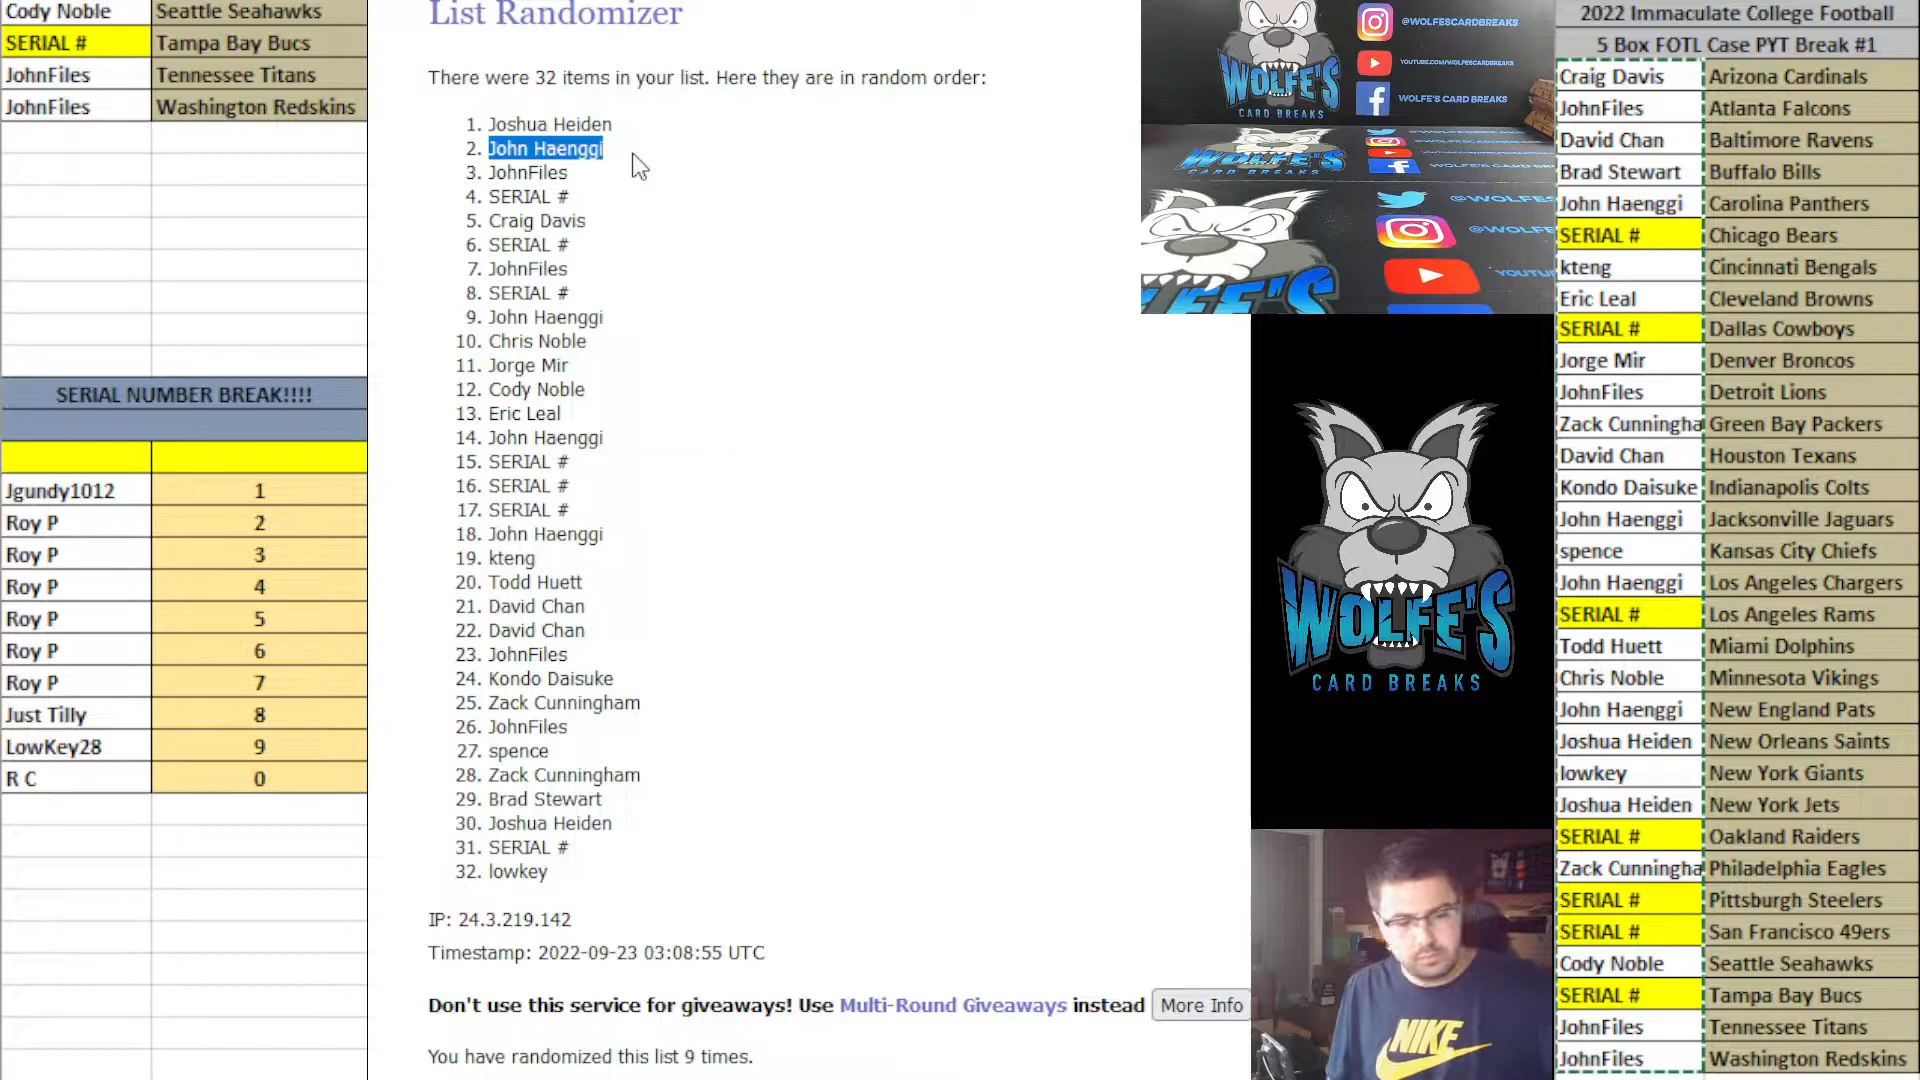 Cody Noble Seattle Seahawks
SERIAL # Tampa Bay Bucs
JohnFiles Tennessee Titans
JohnFiles Washington Redskins
SERIAL NUMBER BREAK!!!!
Jgundy1012 1
Roy P 2
Roy P 3
Roy P 4
Roy P 5
Roy P 6
Roy P 7
Just Tilly 8
LowKey28 9
R C 0
List Randomizer
There were 32 items in your list. Here they are in random order:
1. Joshua Heiden
2. John Haenggi
3. JohnFiles
4. SERIAL #
5. Craig Davis
6. SERIAL #
7. JohnFiles
8. SERIAL #
9. John Haenggi
10. Chris Noble
11. Jorge Mir
12. Cody Noble
13. Eric Leal
14. John Haenggi
15. SERIAL #
16. SERIAL #
17. SERIAL #
18. John Haenggi
19. kteng
20. Todd Huett
21. David Chan
22. David Chan
23. JohnFiles
24. Kondo Daisuke
25. Zack Cunningham
26. JohnFiles
27. spence
28. Zack Cunningham
29. Brad Stewart
30. Joshua Heiden
31. SERIAL #
32. lowkey
IP: 24.3.219.142
Timestamp: 2022-09-23 03:08:55 UTC
Don't use this service for giveaways! Use Multi-Round Giveaways instead More Info
You have randomized this list 9 times.
WOLFE'S
CARD BREAKS
@WOLFESCARDBREAKS
YOUTUBE.COM/WOLFESCARDBREAKS
WOLFE'S CARD BREAKS
WOLFE'S
CARD BREAKS
@WOLFES
YOUTU
WOLFE'S
CARD BREAKS
NIKE
2022 Immaculate College Football
5 Box FOTL Case PYT Break #1
Craig Davis Arizona Cardinals
JohnFiles Atlanta Falcons
David Chan Baltimore Ravens
Brad Stewart Buffalo Bills
John Haenggi Carolina Panthers
SERIAL # Chicago Bears
kteng Cincinnati Bengals
Eric Leal Cleveland Browns
SERIAL # Dallas Cowboys
Jorge Mir Denver Broncos
JohnFiles Detroit Lions
Zack Cunningha Green Bay Packers
David Chan Houston Texans
Kondo Daisuke Indianapolis Colts
John Haenggi Jacksonville Jaguars
spence Kansas City Chiefs
John Haenggi Los Angeles Chargers
SERIAL # Los Angeles Rams
Todd Huett Miami Dolphins
Chris Noble Minnesota Vikings
John Haenggi New England Pats
Joshua Heiden New Orleans Saints
lowkey New York Giants
Joshua Heiden New York Jets
SERIAL # Oakland Raiders
Zack Cunningha Philadelphia Eagles
SERIAL # Pittsburgh Steelers
SERIAL # San Francisco 49ers
Cody Noble Seattle Seahawks
SERIAL # Tampa Bay Bucs
JohnFiles Tennessee Titans
JohnFiles Washington Redskins